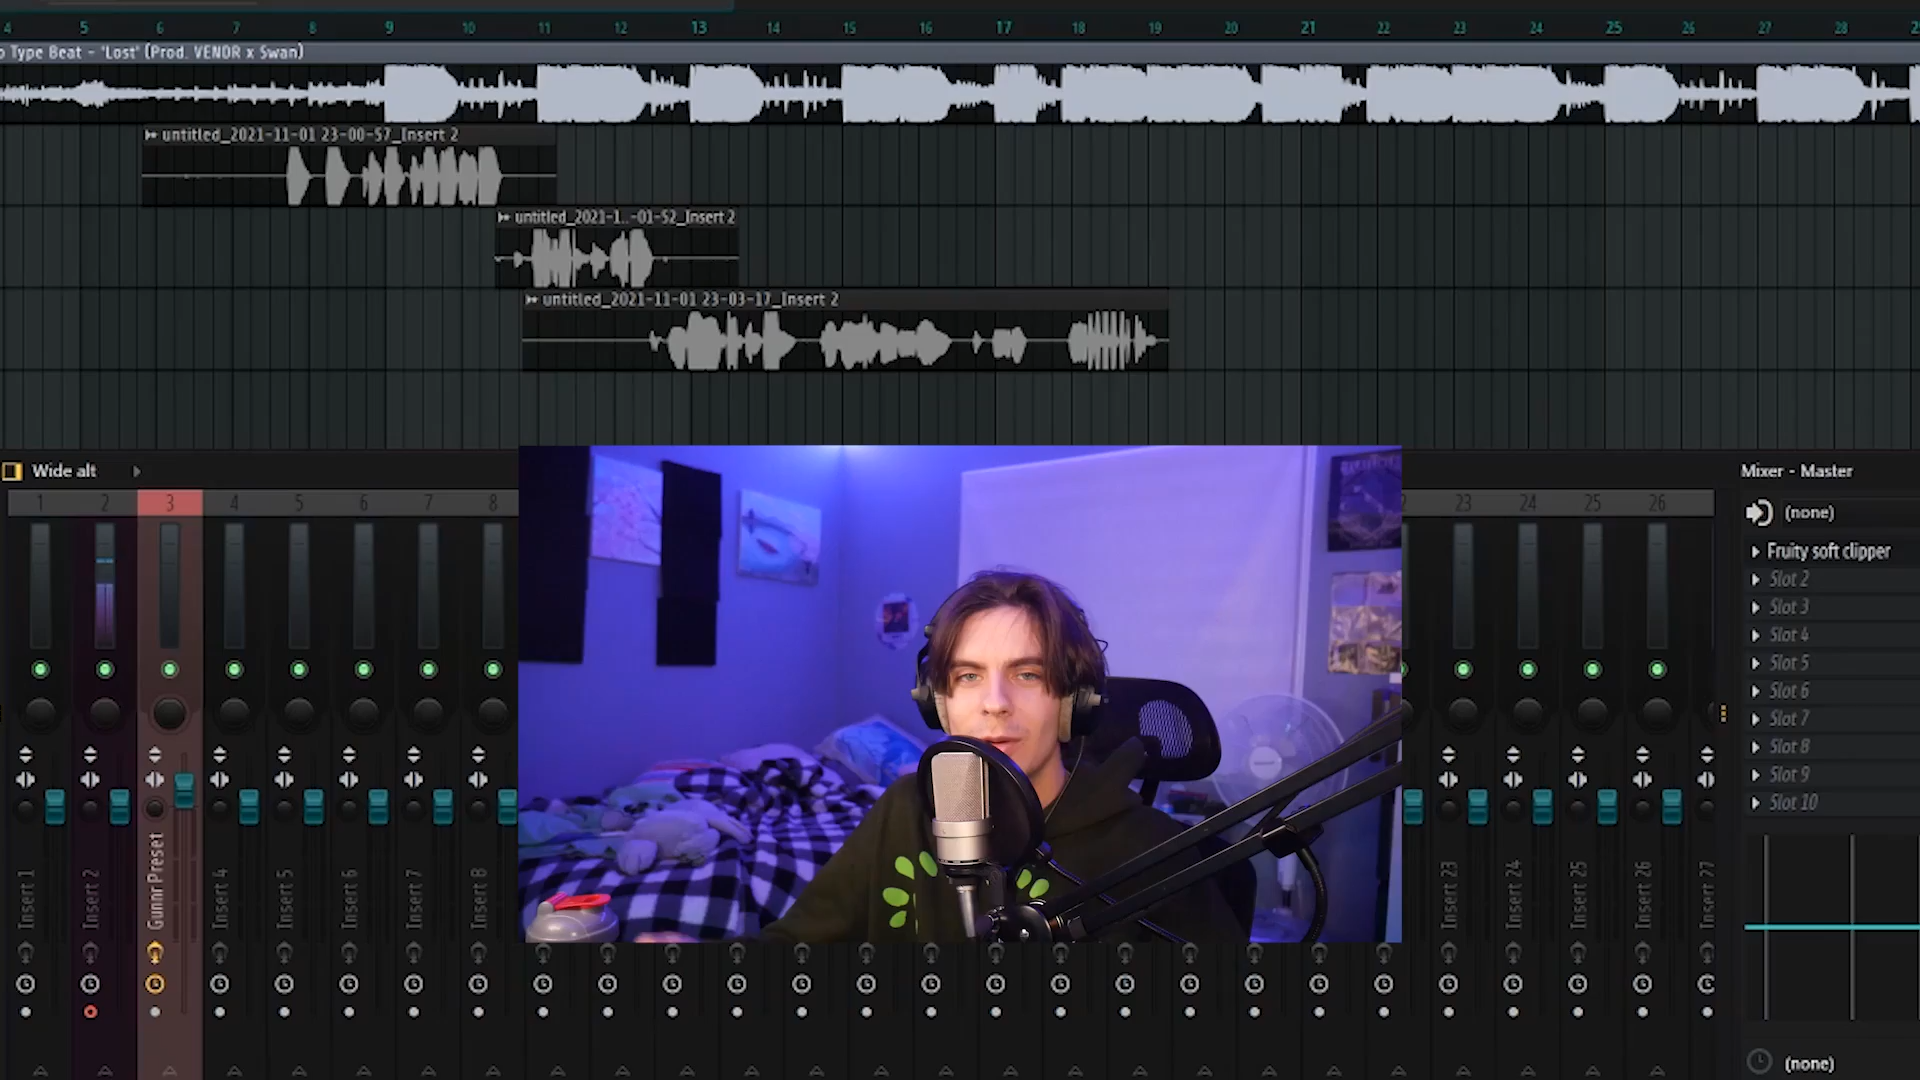 4 5 6 7 8 9 10 11 12 13 14 15 16 17 18 19 20 21 22 23 24 25 26 27 28
Type Beat - 'Lost' (Prod. VENDR x Swan)
untitled_2021-11-01 23-00-57_Insert 2
untitled_2021-1..-01-52_Insert 2
untitled_2021-11-01 23-03-17_Insert 2
Wide alt
Mixer - Master
1 2 3 4 5 6 7 8 23 24 25 26
(none)
Fruity soft clipper
Slot 2
Slot 3
Slot 4
Slot 5
Slot 6
Slot 7
Slot 8
Slot 9
Slot 10
Insert 1
Insert 2
Gunnr Preset
Insert 4
Insert 5
Insert 6
Insert 7
Insert 8
Insert 23
Insert 24
Insert 25
Insert 26
Insert 27
(none)